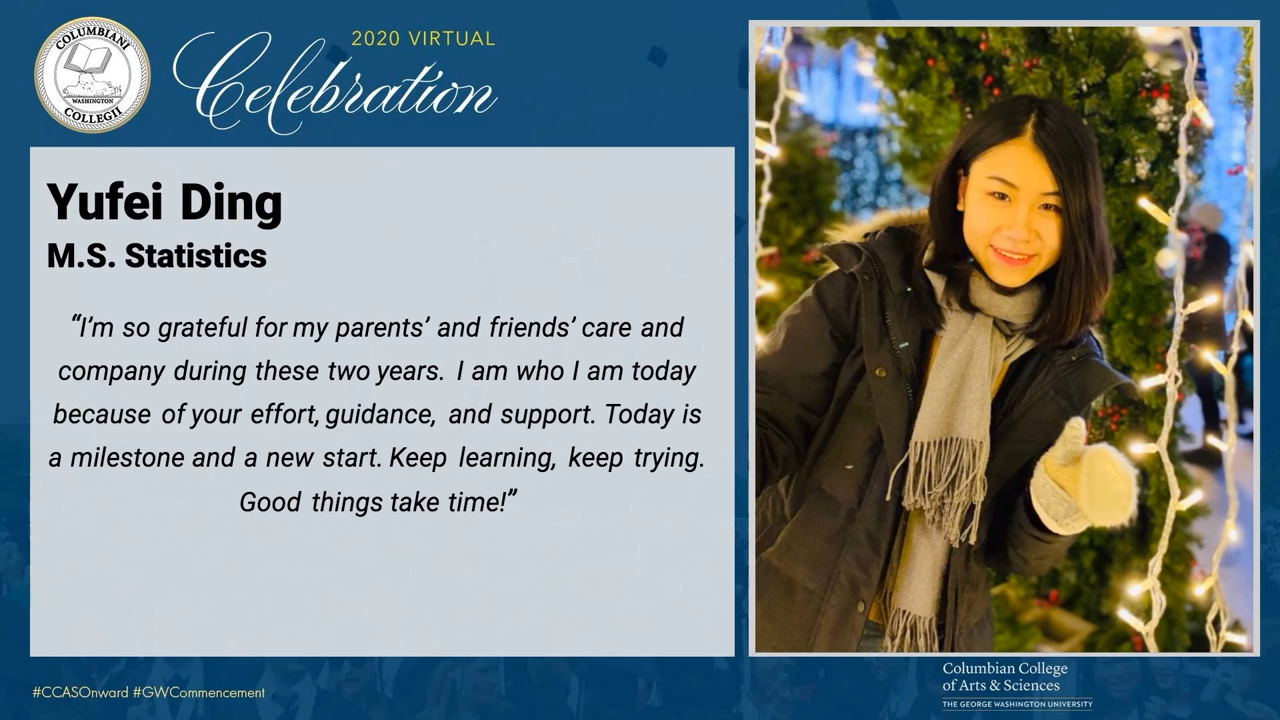 COLUMBIANI
WASHINGTON
COLLEGII
2020 VIRTUAL
Celebration
Yufei Ding
M.S. Statistics
“I’m so grateful for my parents’ and friends’ care and
company during these two years. I am who I am today
because of your effort, guidance, and support. Today is
a milestone and a new start. Keep learning, keep trying.
Good things take time!”
#CCASOnward #GWCommencement
Columbian College
of Arts & Sciences
THE GEORGE WASHINGTON UNIVERSITY